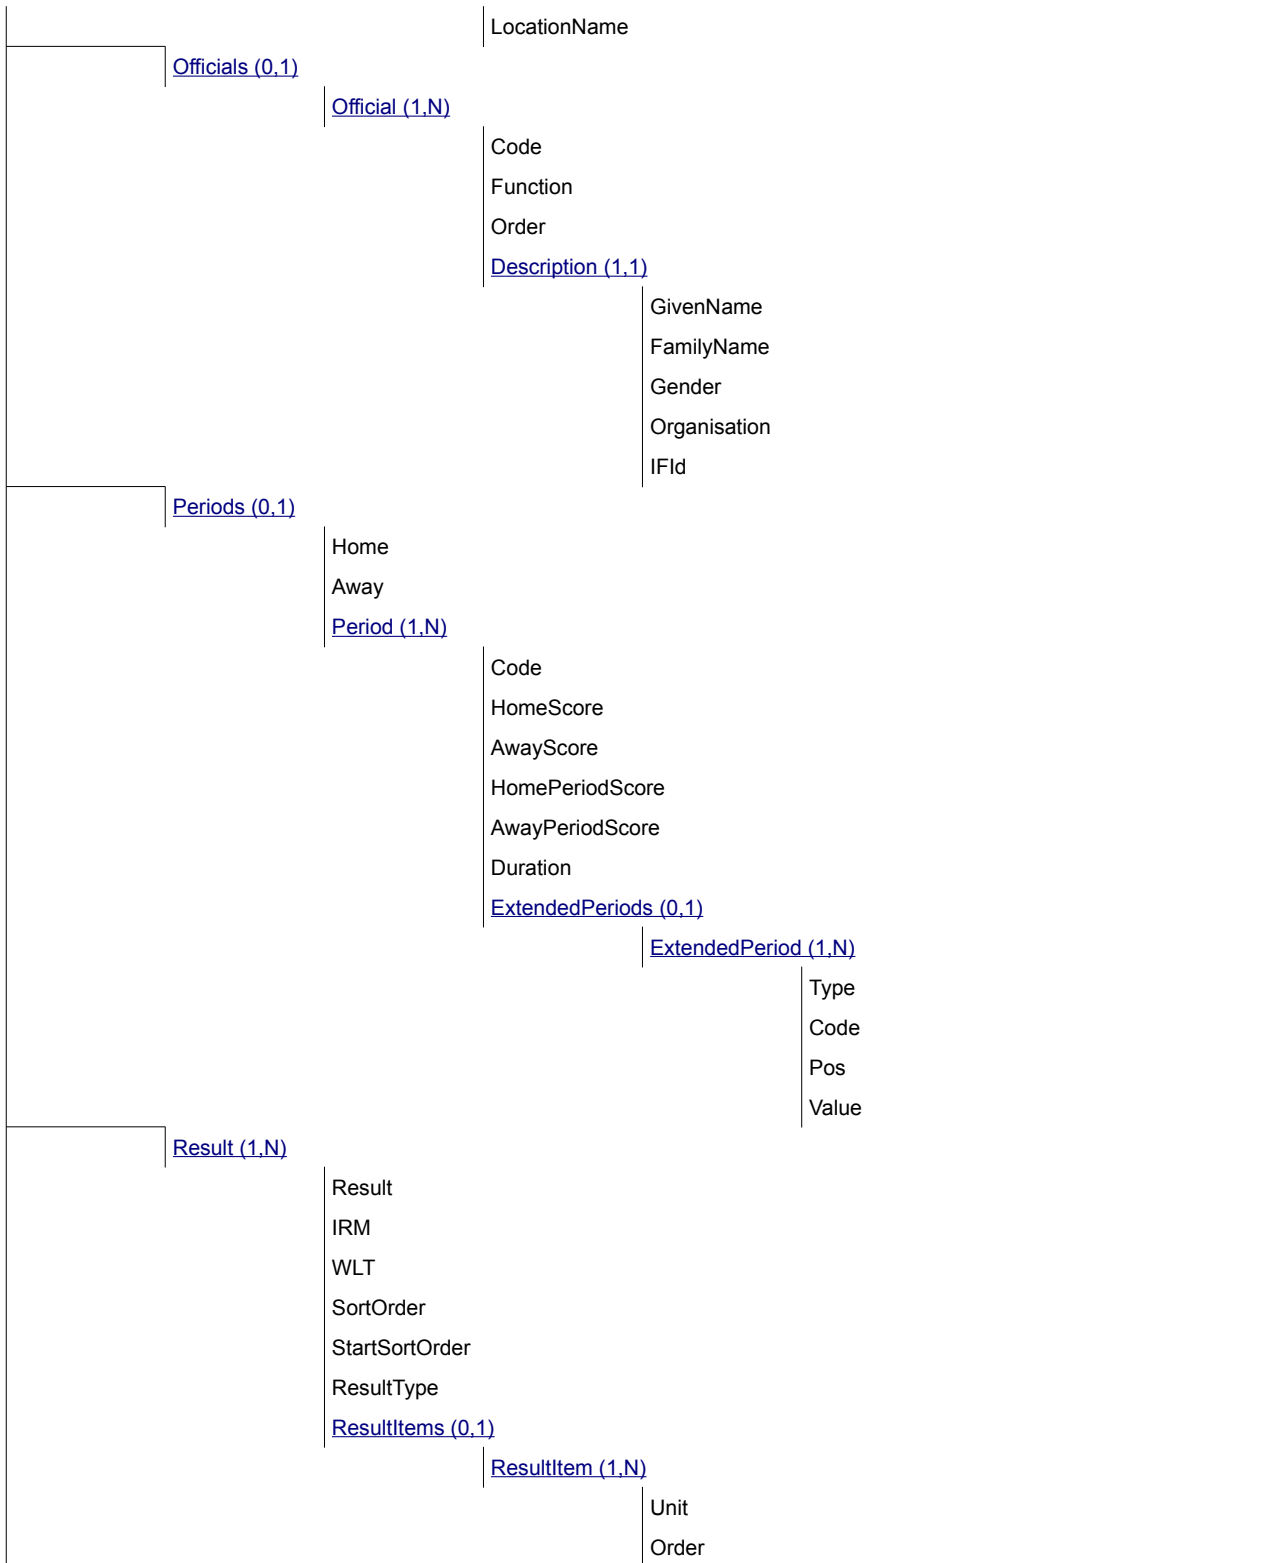 LocationName
Officials (0,1)
Official (1,N)
Code
Function
Order
Description (1,1)
GivenName
FamilyName
Gender
Organisation
IFId
Periods (0,1)
Home
Away
Period (1,N)
Code
HomeScore
AwayScore
HomePeriodScore
AwayPeriodScore
Duration
ExtendedPeriods (0,1)
ExtendedPeriod (1,N)
Type
Code
Pos
Value
Result (1,N)
Result
IRM
WLT
SortOrder
StartSortOrder
ResultType
ResultItems (0,1)
ResultItem (1,N)
Unit
Order